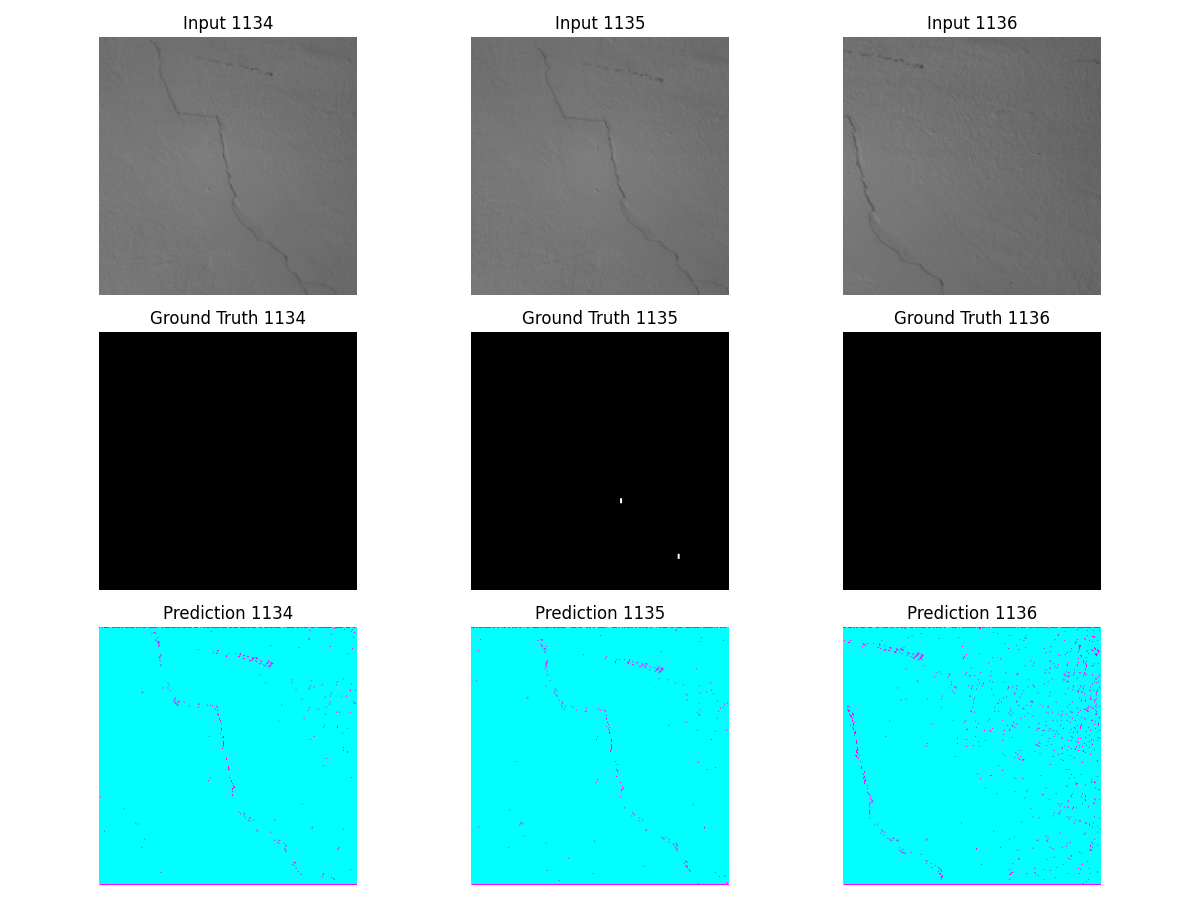 Input 1134
Input 1135
Input 1136
Ground Truth 1134
Ground Truth 1135
Ground Truth 1136
Prediction 1134
Prediction 1135
Prediction 1136